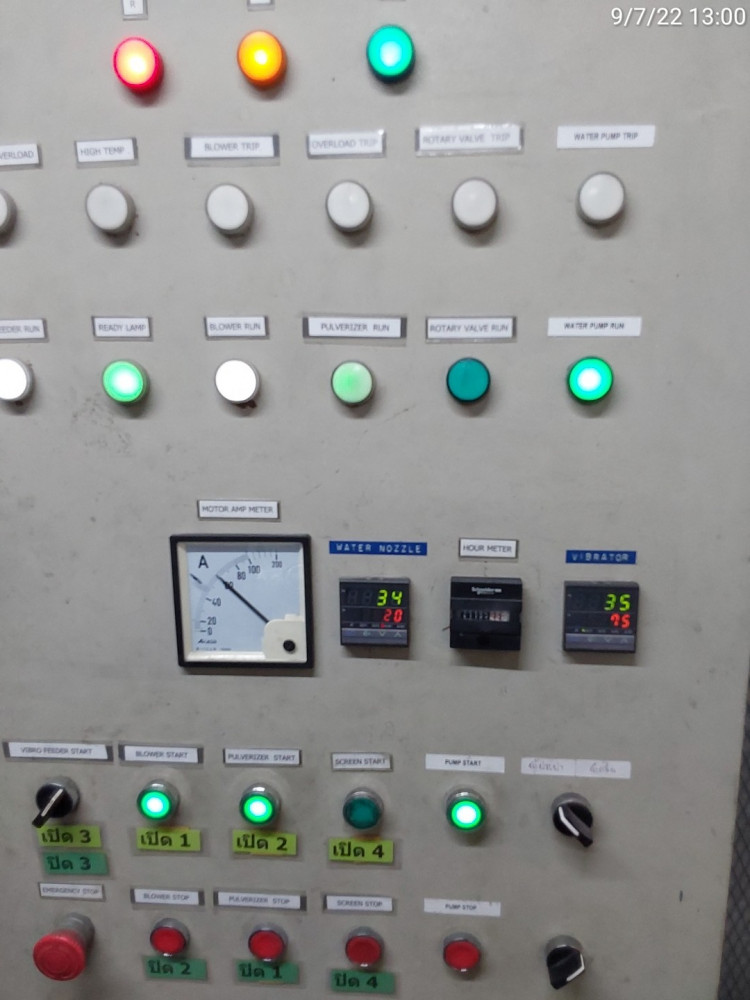 9/7/22 13:00
R
VERLOAD
HIGH TEMP
BLOWER TRIP
OVERLOAD TRIP
ROTARY VALVE TRIP
WATER PUMP TRIP
EEDER RUN
READY LAMP
BLOWER RUN
PULVERIZER RUN
ROTARY VALVE RUN
WATER PUMP RUN
MOTOR AMP METER
WATER NOZZLE
HOUR METER
VIBRATOR
A
0
20
40
80
100
200
34
20
Schneider
35
75
VIBRO FEEDER START
BLOWER START
PULVERIZER START
SCREEN START
PUMP START
เปิด 3
เปิด 1
เปิด 2
เปิด 4
ปิด 3
EMERGENCY STOP
BLOWER STOP
PULVERIZER STOP
SCREEN STOP
PUMP STOP
ปิด 2
ปิด 1
ปิด 4